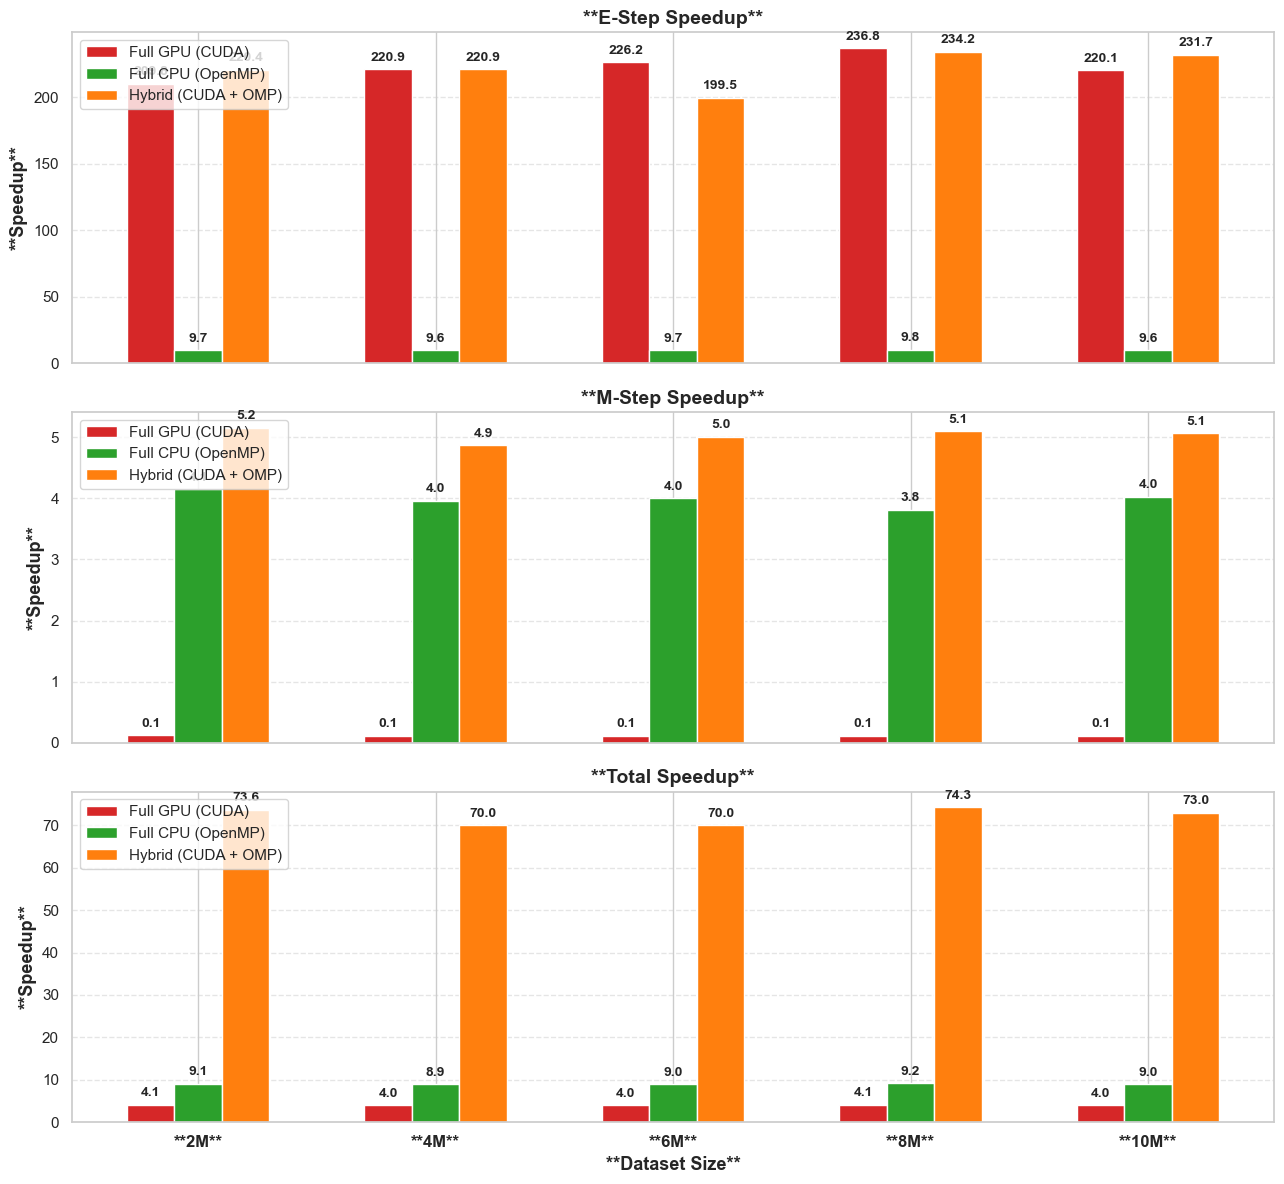 **E-Step Speedup**
Full GPU (CUDA)
Full CPU (OpenMP)
Hybrid (CUDA + OMP)
220.4 220.9 220.9 226.2 199.5 236.8 234.2 220.1 231.7
9.7 9.6 9.7 9.8 9.6
200
150
100
50
0
**Speedup**
**M-Step Speedup**
Full GPU (CUDA)
Full CPU (OpenMP)
Hybrid (CUDA + OMP)
5.2 4.9 5.0 5.1 5.1
4.0 4.0 3.8 4.0
0.1 0.1 0.1 0.1 0.1
5
4
3
2
1
0
**Speedup**
**Total Speedup**
Full GPU (CUDA)
Full CPU (OpenMP)
Hybrid (CUDA + OMP)
73.6 70.0 70.0 74.3 73.0
4.1 9.1 4.0 8.9 4.0 9.0 4.1 9.2 4.0 9.0
70
60
50
40
30
20
10
0
**Speedup**
**2M** **4M** **6M** **8M** **10M**
**Dataset Size**